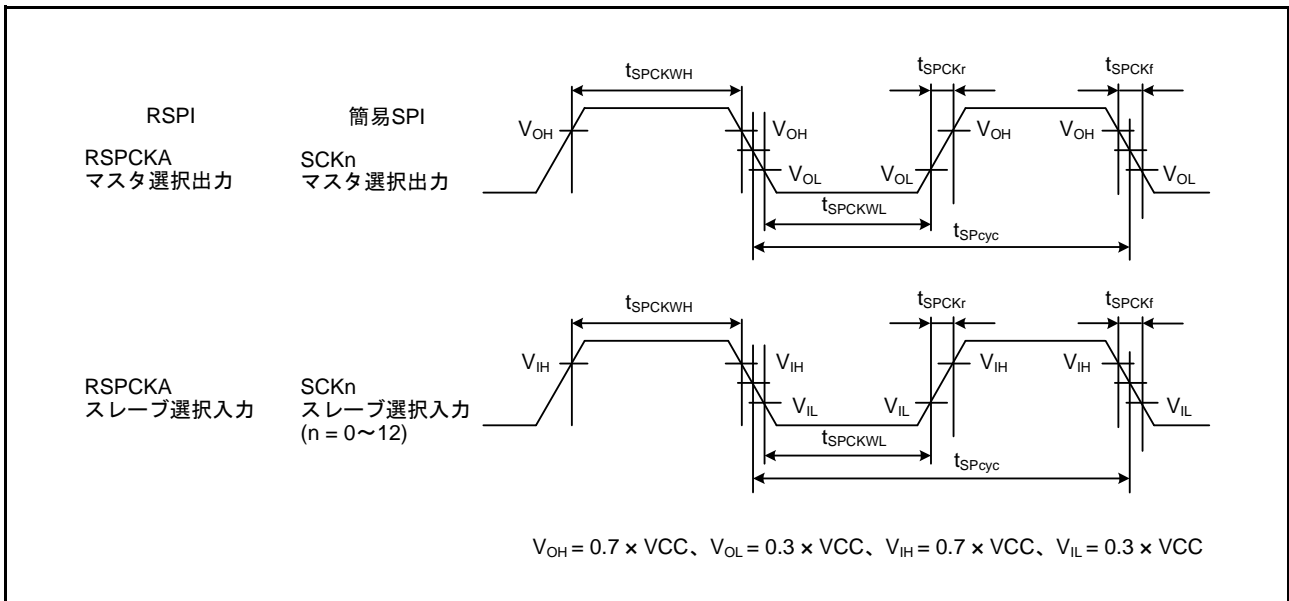 tSPCKWH tSPCKr tSPCKf
RSPI 簡易SPI
VOH VOH VOH VOH
RSPCKA SCKn
マスタ選択出力 マスタ選択出力
VOL VOL VOL
tSPCKWL
tSPcyc
tSPCKWH tSPCKr tSPCKf
VIH VIH VIH VIH
RSPCKA SCKn
スレーブ選択入力 スレーブ選択入力
(n = 0～12)
VIL VIL VIL
tSPCKWL
tSPcyc
VOH = 0.7 × VCC、VOL = 0.3 × VCC、VIH = 0.7 × VCC、VIL = 0.3 × VCC